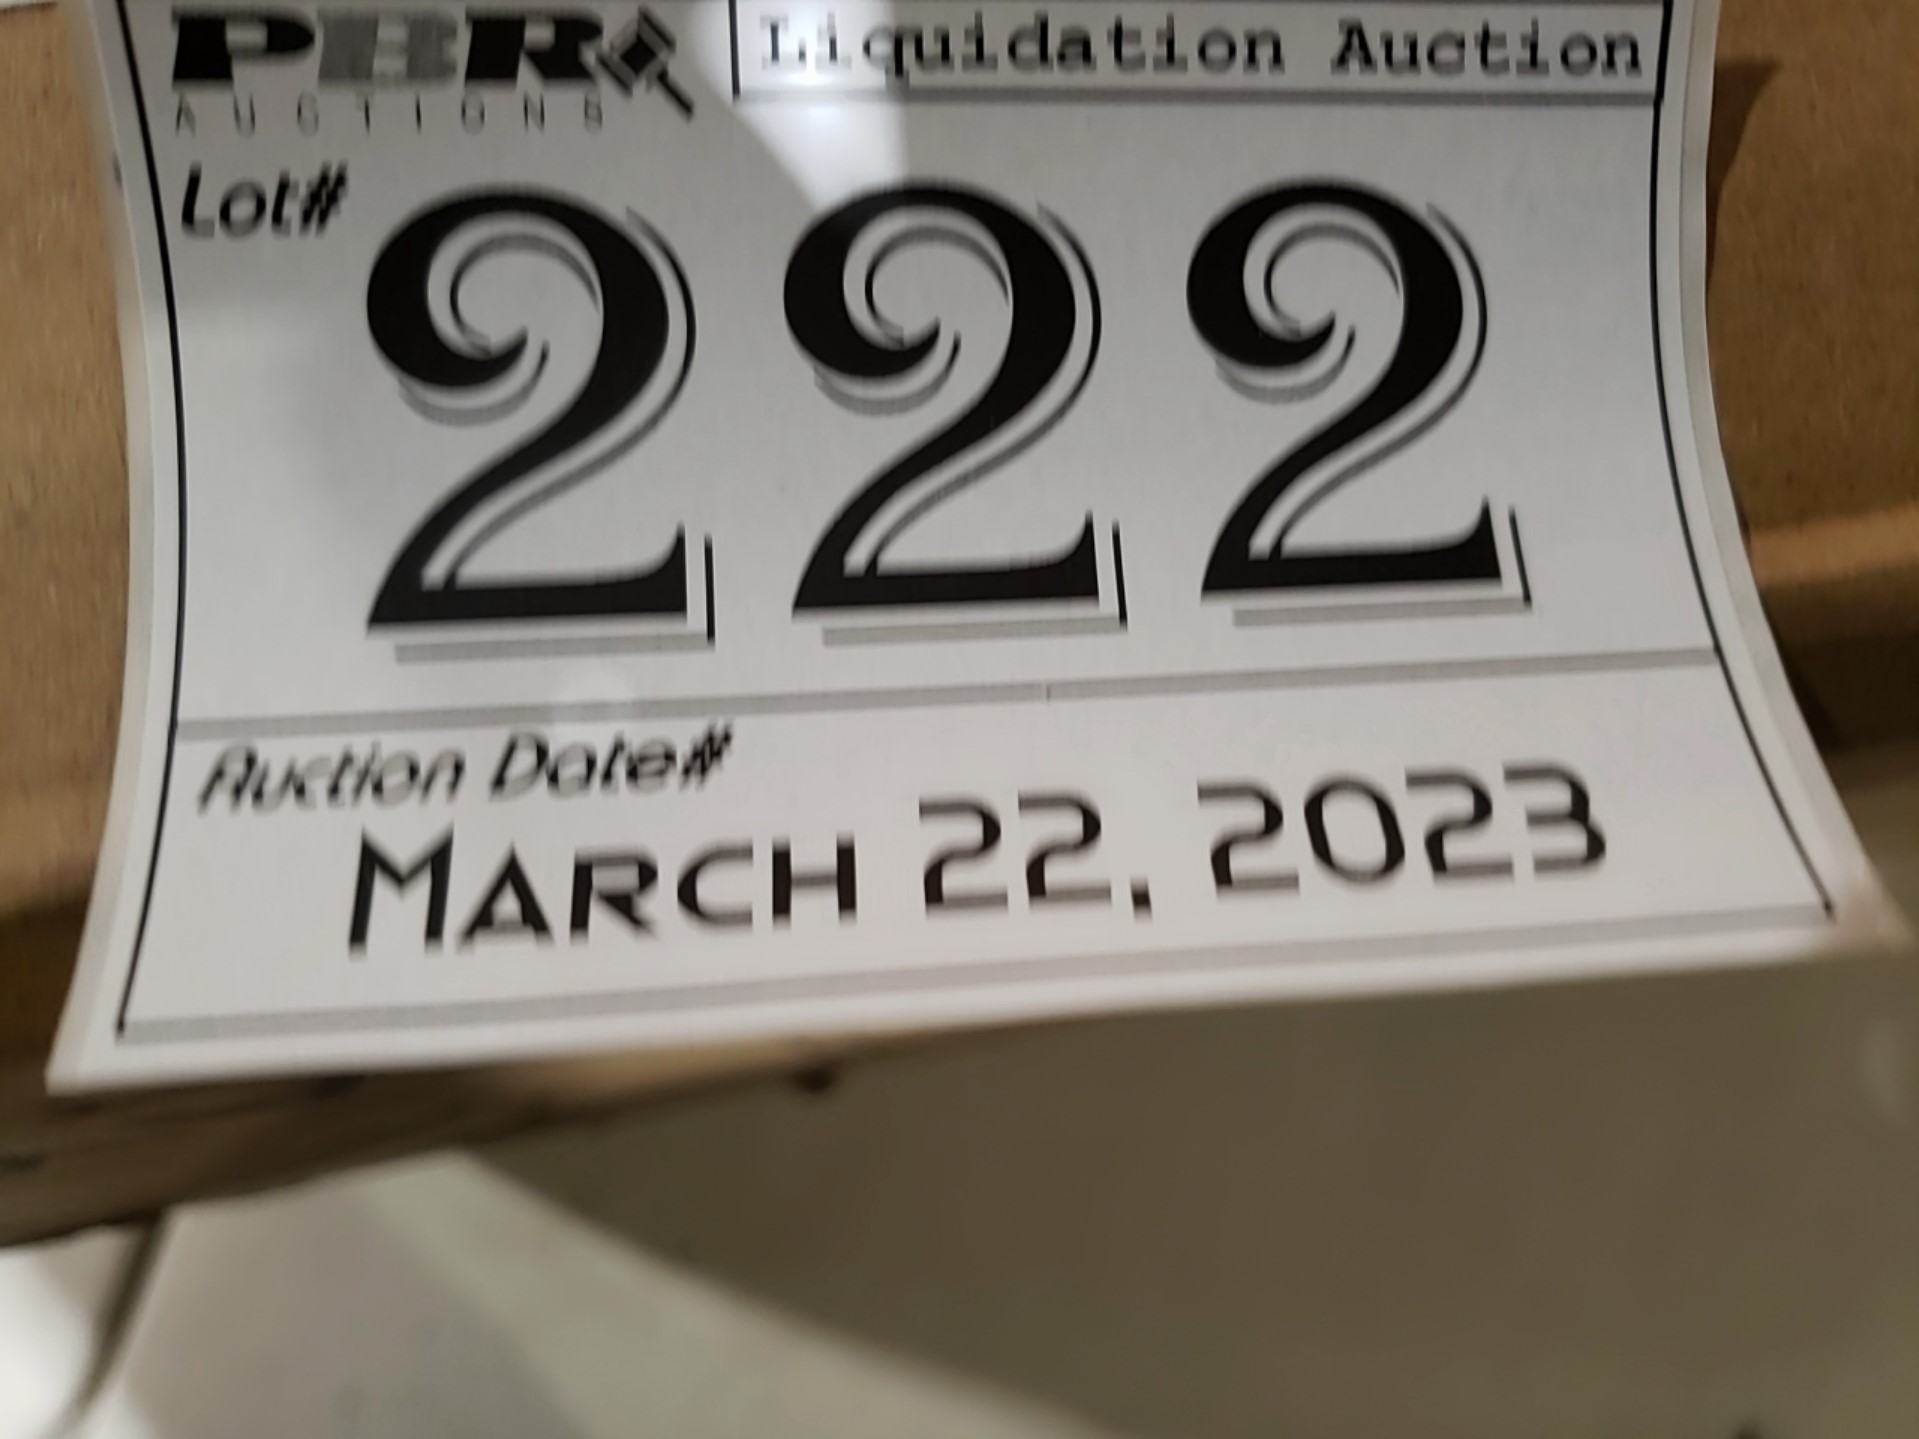 PBR
AUCTIONS
Liquidation Auction
Lot#
222
Auction Date#
MARCH 22, 2023